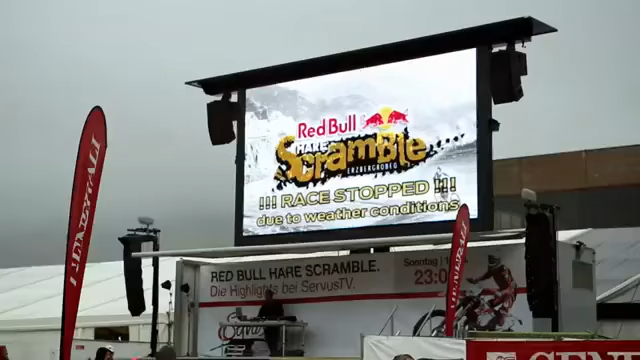 Red Bull
HARE
Scramble
ERZBERGRODEO
!!! RACE STOPPED !!!
due to weather conditions
RED BULL HARE SCRAMBLE.
Die Highlights bei ServusTV.
Sonntag
23:0